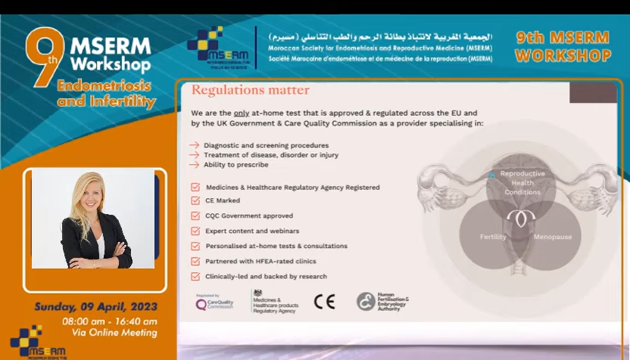 9th
MSERM
Workshop
Endometriosis
and Infertility
MSERM
الجمعية المغربية لانتباذ بطانة الرحم والطب التناسلي (مسيرم)
Moroccan Society for Endometriosis and Reproductive Medicine (MSERM)
Société Marocaine d'endométriose et de médecine de la reproduction (MSERM)
9th MSERM
WORKSHOP
Regulations matter
We are the only at-home test that is approved & regulated across the EU and
by the UK Government & Care Quality Commission as a provider specialising in:
Diagnostic and screening procedures
Treatment of disease, disorder or injury
Ability to prescribe
Medicines & Healthcare Regulatory Agency Registered
CE Marked
CQC Government approved
Expert content and webinars
Personalised at-home tests & consultations
Partnered with HFEA-rated clinics
Clinically-led and backed by research
Reproductive
Health
Conditions
Fertility
Menopause
CareQuality
Commission
Medicines &
Healthcare products
Regulatory Agency
CE
Human
Fertilisation &
Embryology
Authority
Sunday, 09 April, 2023
08:00 am - 16:40 am
Via Online Meeting
MSERM